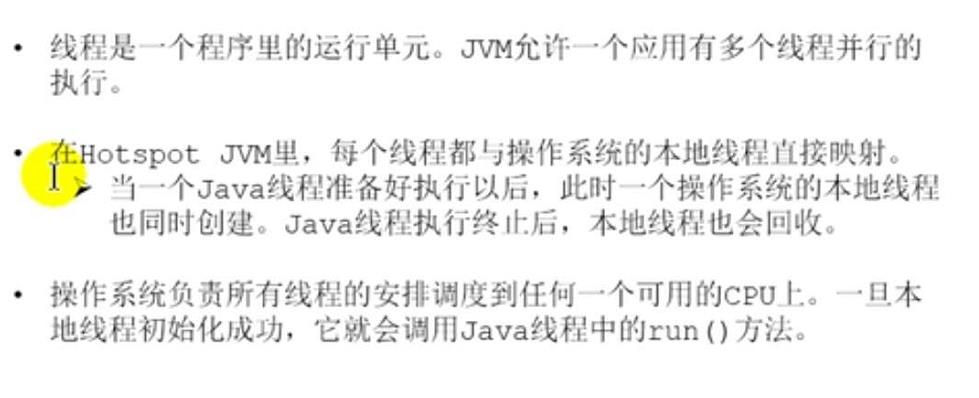 • 线程是一个程序里的运行单元。JVM允许一个应用有多个线程并行的
执行。
• 在Hotspot JVM里，每个线程都与操作系统的本地线程直接映射。
➢ 当一个Java线程准备好执行以后，此时一个操作系统的本地线程
也同时创建。Java线程执行终止后，本地线程也会回收。
• 操作系统负责所有线程的安排调度到任何一个可用的CPU上。一旦本
地线程初始化成功，它就会调用Java线程中的run()方法。